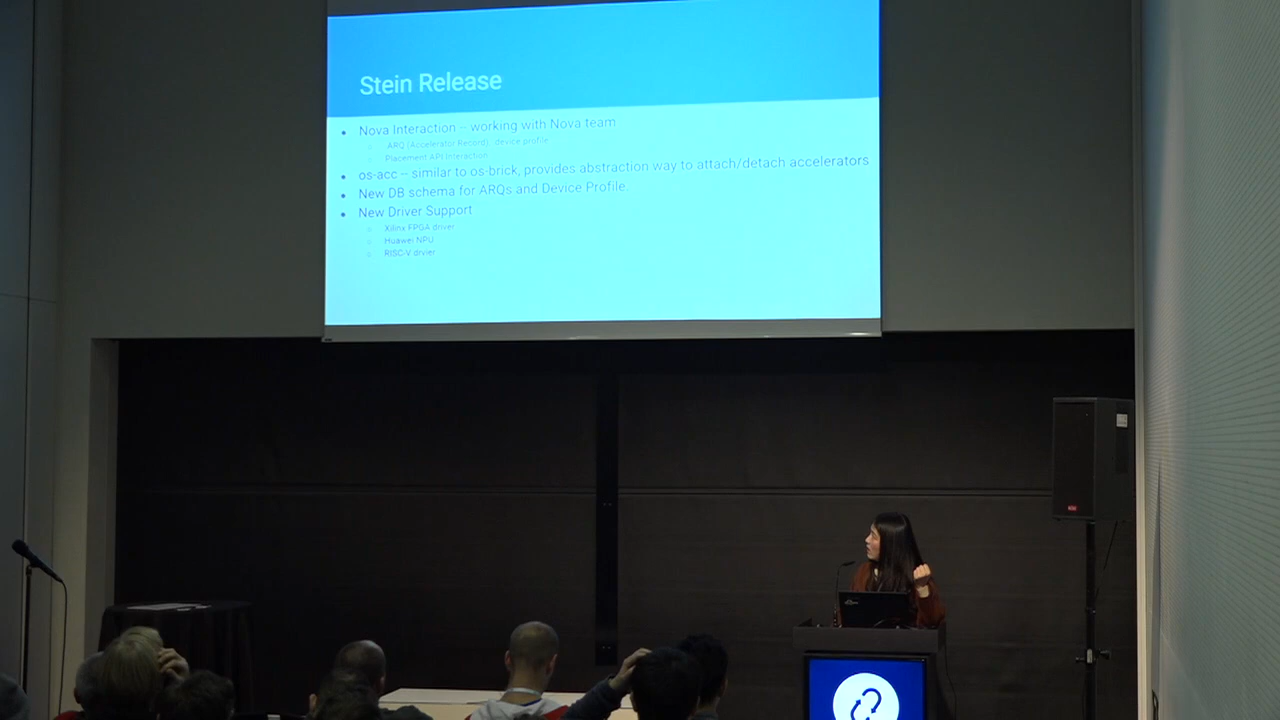 Stein Release
Nova Interaction -- working with Nova team
ARQ (Accelerator Record) device profile
Placement API Interaction
os-acc -- similar to os-brick, provides abstraction way to attach/detach accelerators
New DB schema for ARQs and Device Profile.
New Driver Support
Xilinx FPGA driver
Huawei NPU
RISC-V drvier